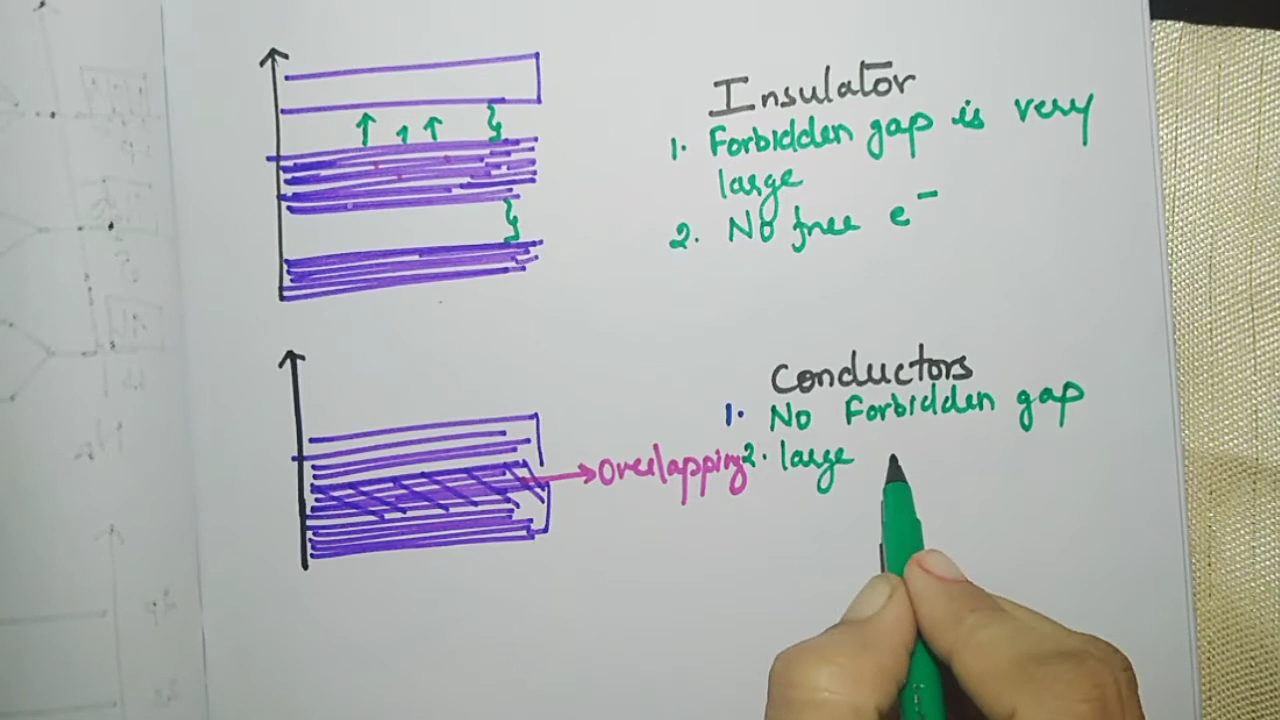 Insulator
1. Forbidden gap is very
large
2. No free e⁻
Conductors
1. No Forbidden gap
Overlapping
2. large